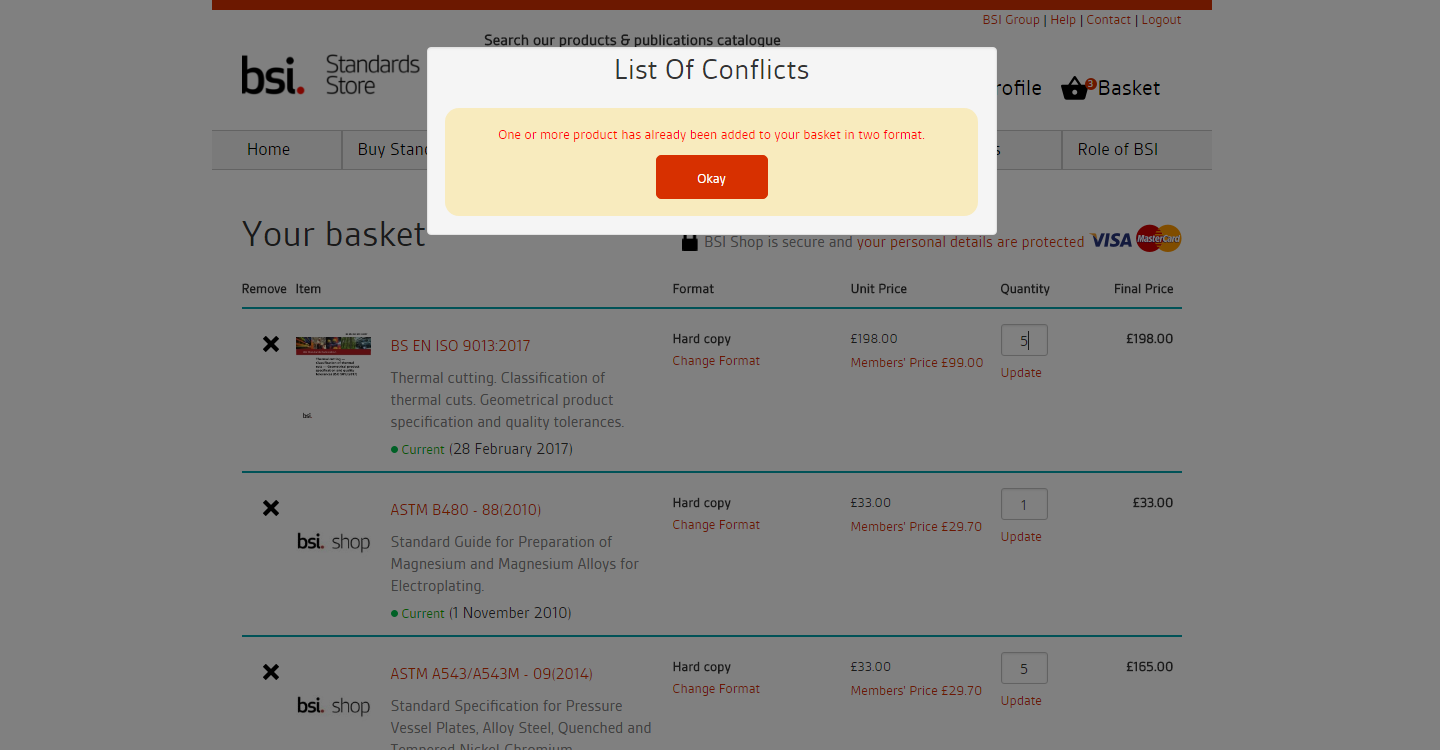 BSI Group | Help | Contact | Logout
Search our products & publications catalogue
bsi. Standards Store
List Of Conflicts
rofile
3
Basket
One or more product has already been added to your basket in two format.
Okay
Home
Buy Stan
s
Role of BSI
Your basket
BSI Shop is secure and your personal details are protected
VISA
MasterCard
Remove Item Format Unit Price Quantity Final Price
BS EN ISO 9013:2017
Thermal cutting. Classification of
thermal cuts. Geometrical product
specification and quality tolerances.
Current (28 February 2017)
bsi.
Hard copy
Change Format
£198.00
Members' Price £99.00
5
Update
£198.00
bsi. shop
ASTM B480 - 88(2010)
Standard Guide for Preparation of
Magnesium and Magnesium Alloys for
Electroplating.
Current (1 November 2010)
Hard copy
Change Format
£33.00
Members' Price £29.70
1
Update
£33.00
bsi. shop
ASTM A543/A543M - 09(2014)
Standard Specification for Pressure
Vessel Plates, Alloy Steel, Quenched and
Tempered Nickel-Chromium
Hard copy
Change Format
£33.00
Members' Price £29.70
5
Update
£165.00